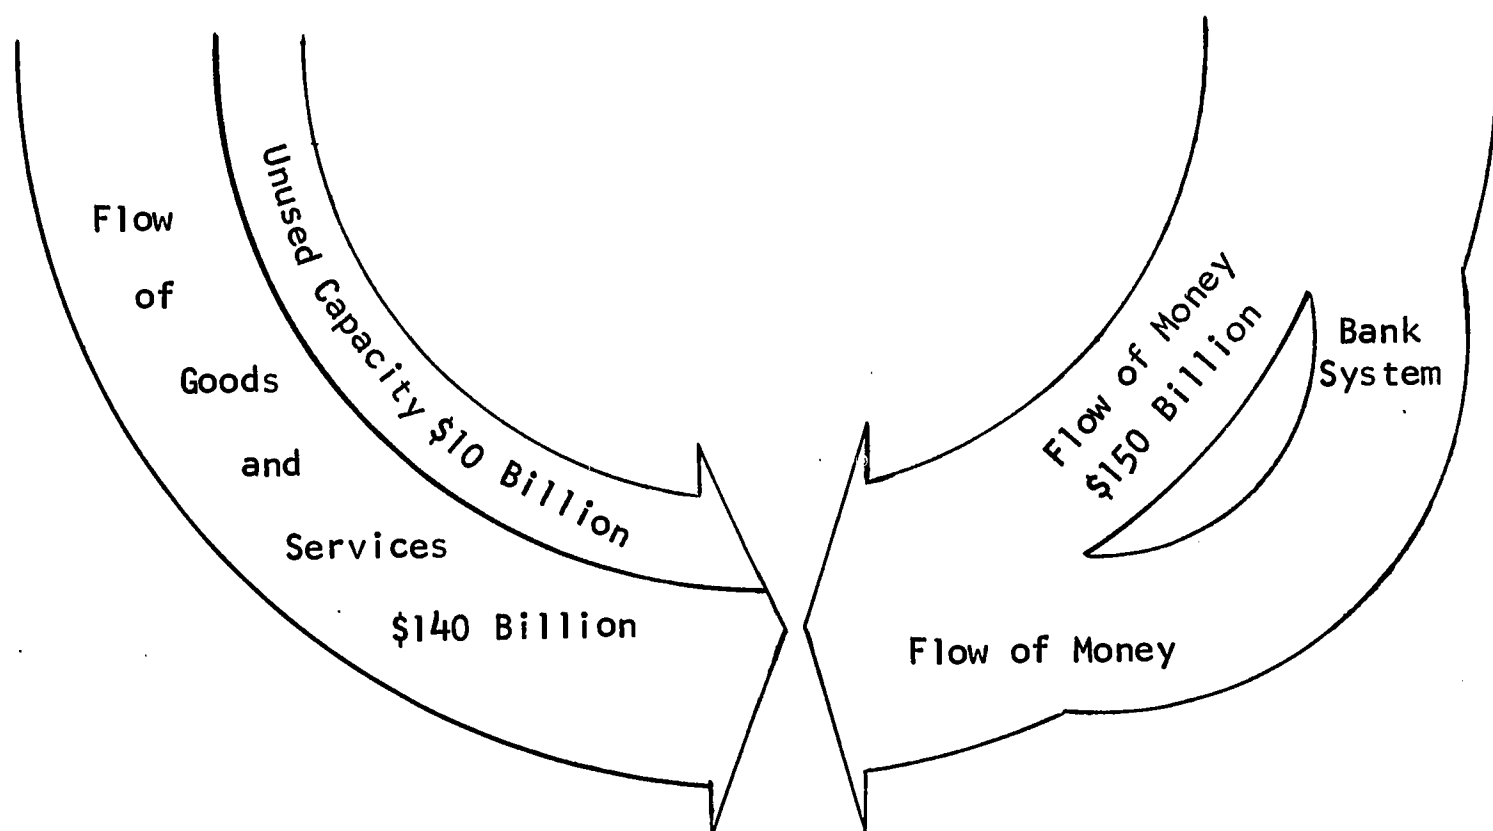 Flow
of
Goods
and
Services
$140 Billion
Unused Capacity $10 Billion
Flow of Money
$150 Billion
Bank
System
Flow of Money